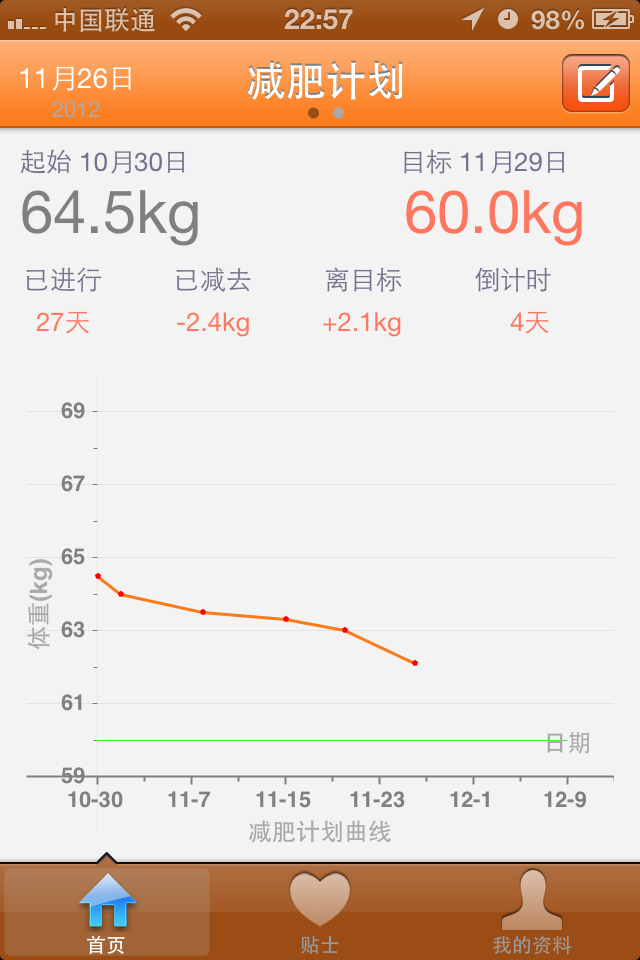 中国联通 22:57 98%
11月26日 减肥计划
2012
起始 10月30日 目标 11月29日
64.5kg 60.0kg
已进行 已减去 离目标 倒计时
27天 -2.4kg +2.1kg 4天
69
67
65
体重(kg)
63
61
日期
59
10-30 11-7 11-15 11-23 12-1 12-9
减肥计划曲线
首页 贴士 我的资料